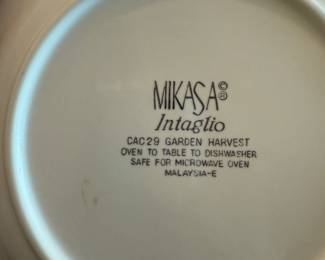 MIKASA©®
Intaglio
CAC29 GARDEN HARVEST
OVEN TO TABLE TO DISHWASHER
SAFE FOR MICROWAVE OVEN
MALAYSIA-E